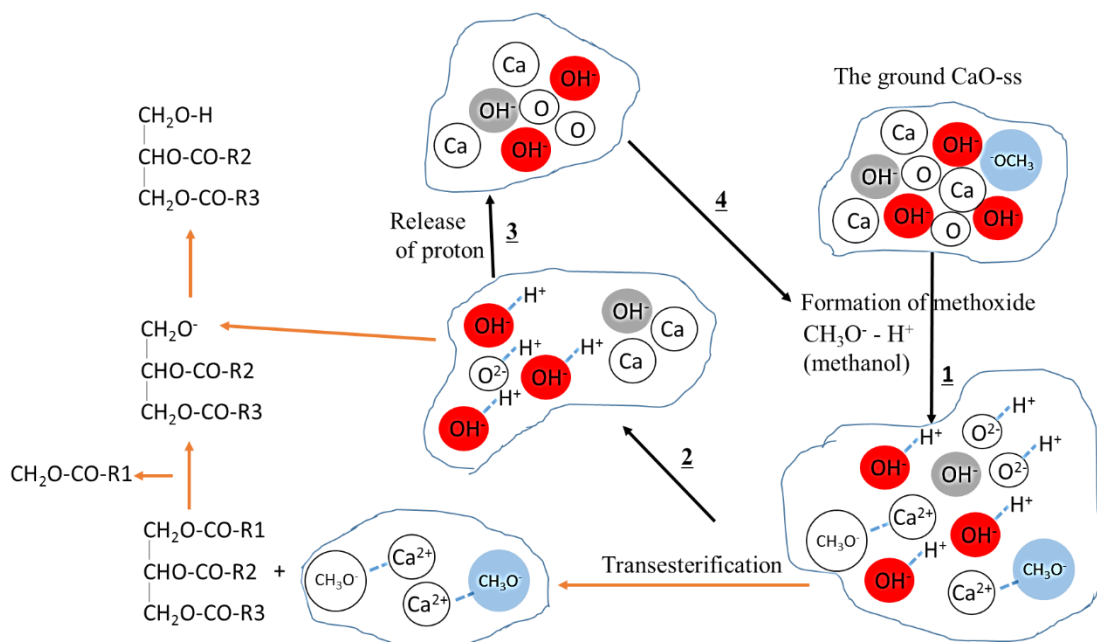 The ground CaO-ss
Ca
OH⁻
⁻OCH₃
OH⁻
O
Ca
Ca
OH⁻
O
OH⁻
Ca
OH⁻
OH⁻
O
O
Ca
OH⁻
CH₂O-H
CHO-CO-R2
CH₂O-CO-R3
Release
of proton
3
4
Formation of methoxide
CH₃O⁻ - H⁺
(methanol)
1
H⁺
OH⁻
H⁺
O²⁻
H⁺
OH⁻
H⁺
OH⁻
OH⁻
Ca
Ca
CH₂O⁻
CHO-CO-R2
CH₂O-CO-R3
2
H⁺
O²⁻
H⁺
OH⁻
H⁺
OH⁻
O²⁻
H⁺
Ca²⁺
CH₃O⁻
OH⁻
H⁺
OH⁻
CH₃O⁻
Ca²⁺
CH₂O-CO-R1
CH₂O-CO-R1
CHO-CO-R2
CH₂O-CO-R3
+
CH₃O⁻
Ca²⁺
Ca²⁺
CH₃O⁻
Transesterification